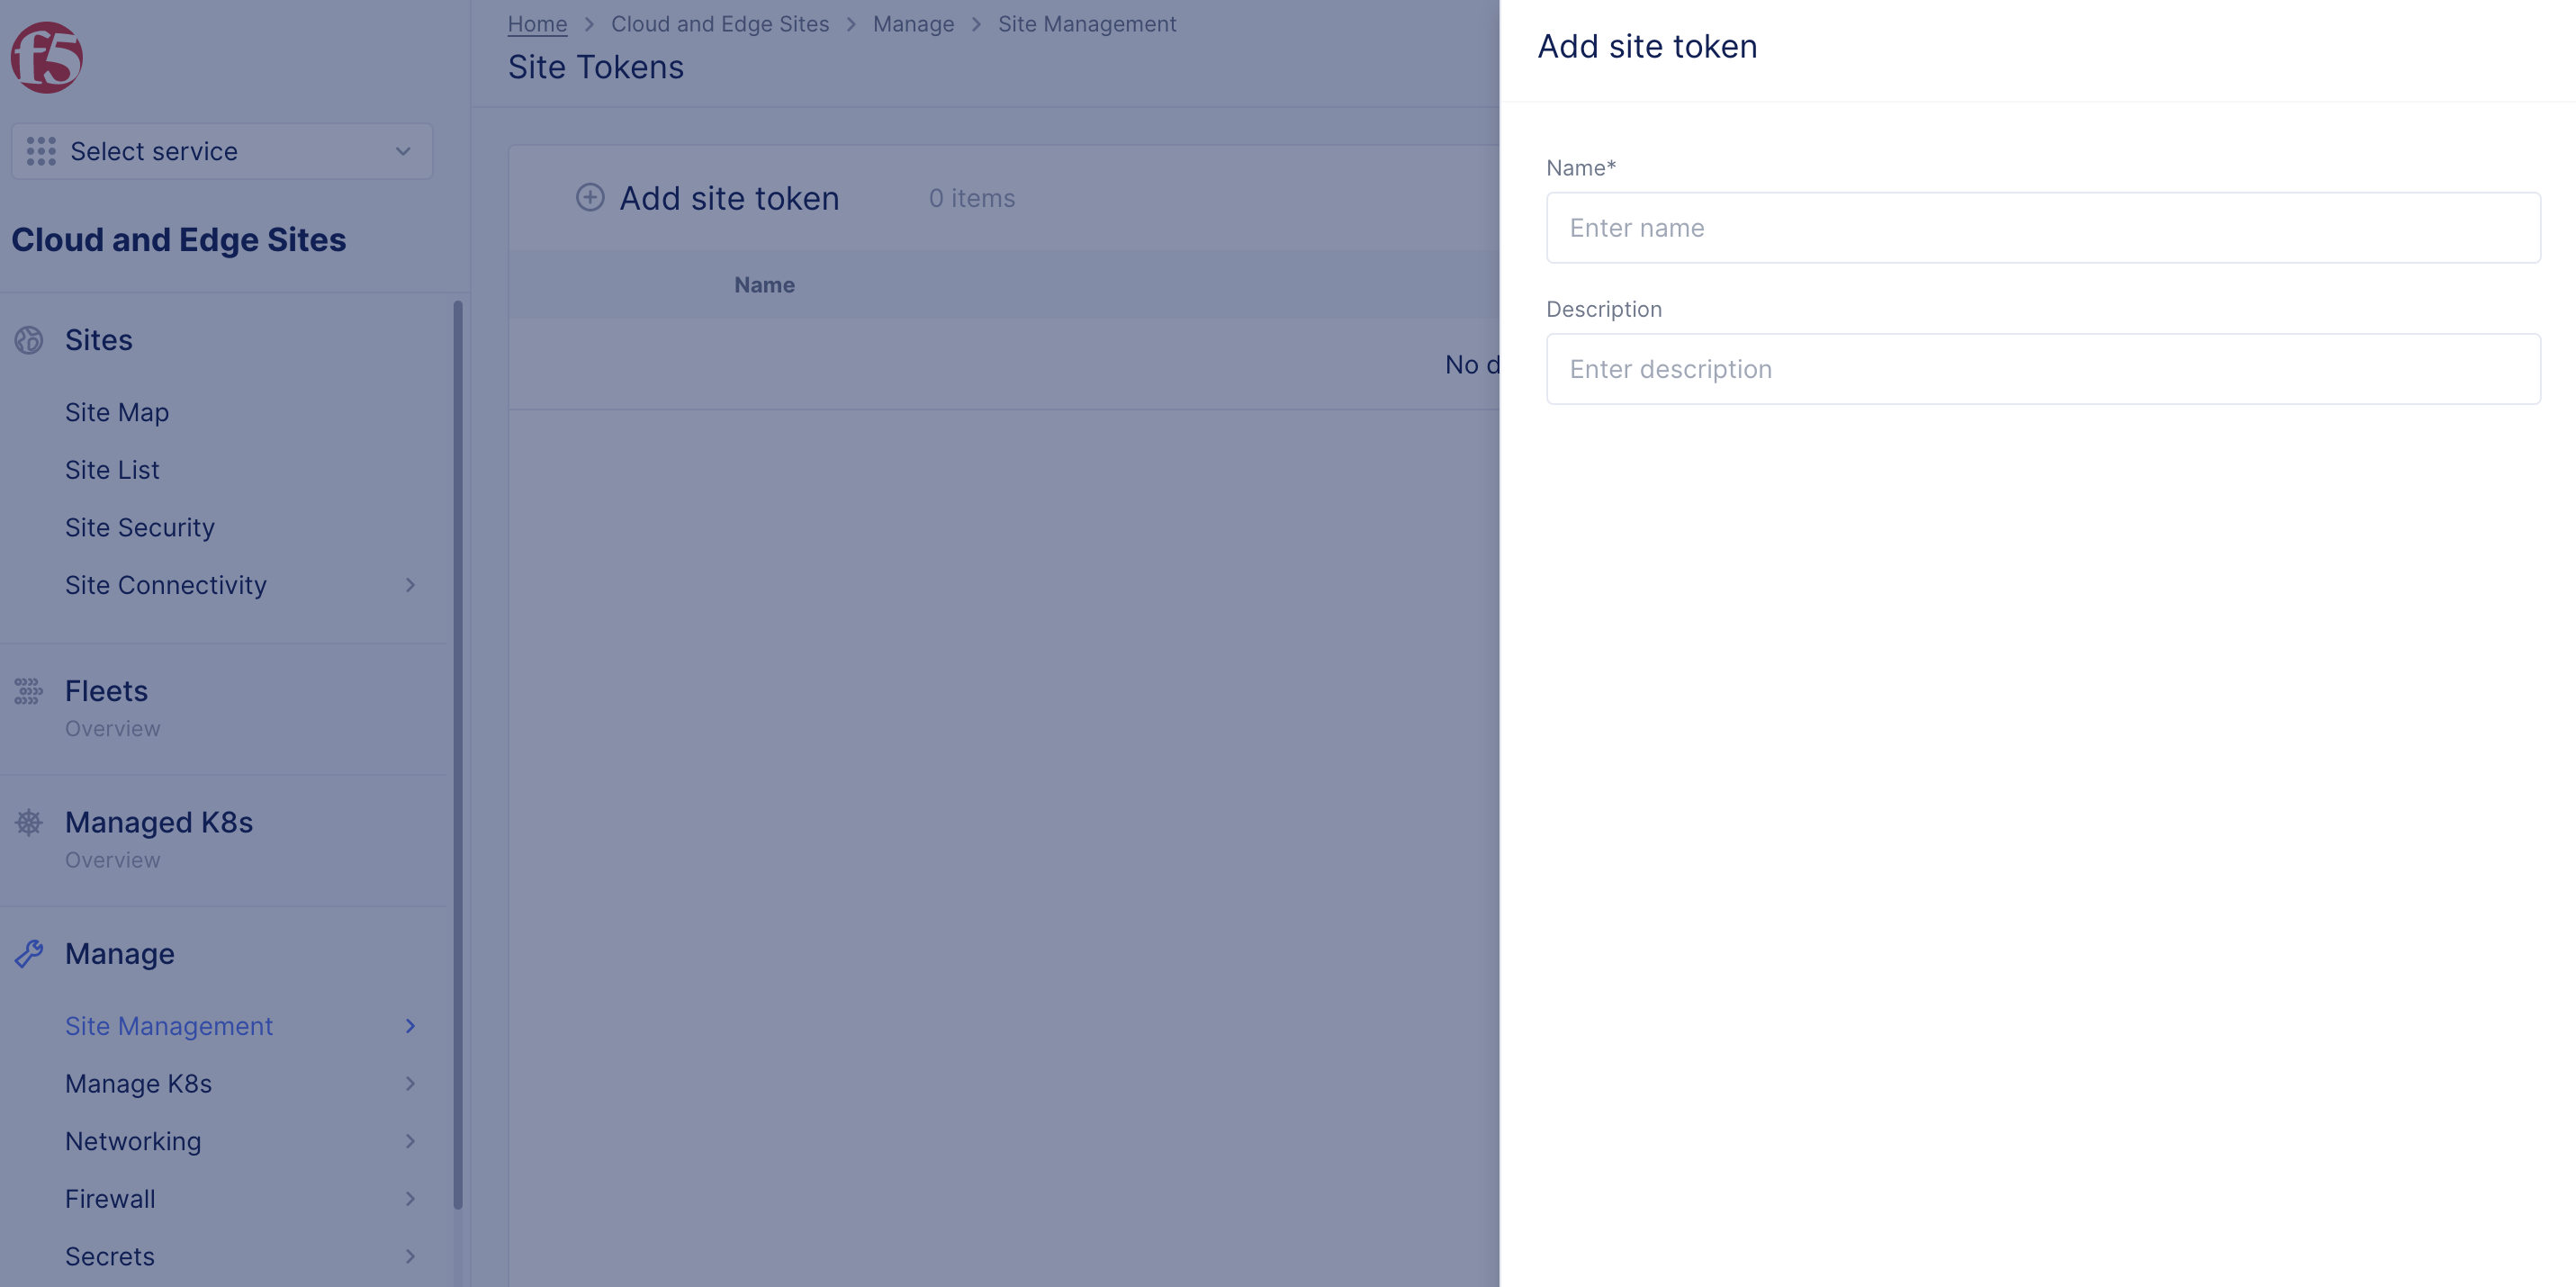 f5
Select service
Cloud and Edge Sites
Sites
Site Map
Site List
Site Security
Site Connectivity
Fleets
Overview
Managed K8s
Overview
Manage
Site Management
Manage K8s
Networking
Firewall
Secrets
Home > Cloud and Edge Sites > Manage > Site Management
Site Tokens
Add site token 0 items
Name
No d
Add site token
Name*
Enter name
Description
Enter description